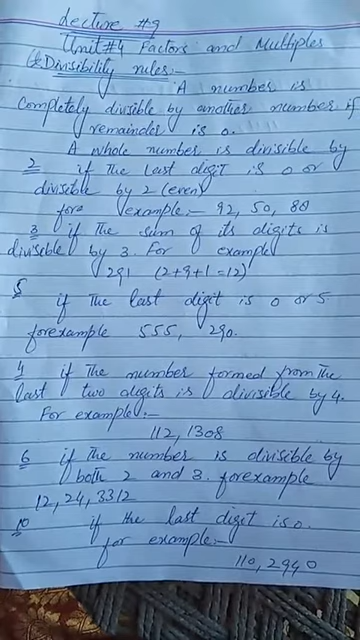 Lecture #9
Unit #4 Factors and Multiples
Q Divisibility rules:-
A number is
completely divisible by another number if
remainder is 0.
A whole number is divisible by
2 if the last digit is 0 or
divisible by 2 (even)
for example:- 92, 50, 88
3 if the sum of its digits is
divisible by 3. For example
291 (2+9+1=12)
5
if the last digit is 0 or 5
for example 555, 290.
4 if the number formed from the
last two digits is divisible by 4.
For example:-
112, 1308
6 if the number is divisible by
both 2 and 3. for example
12, 24, 3312
10 if the last digit is 0.
for example:-
110, 2940